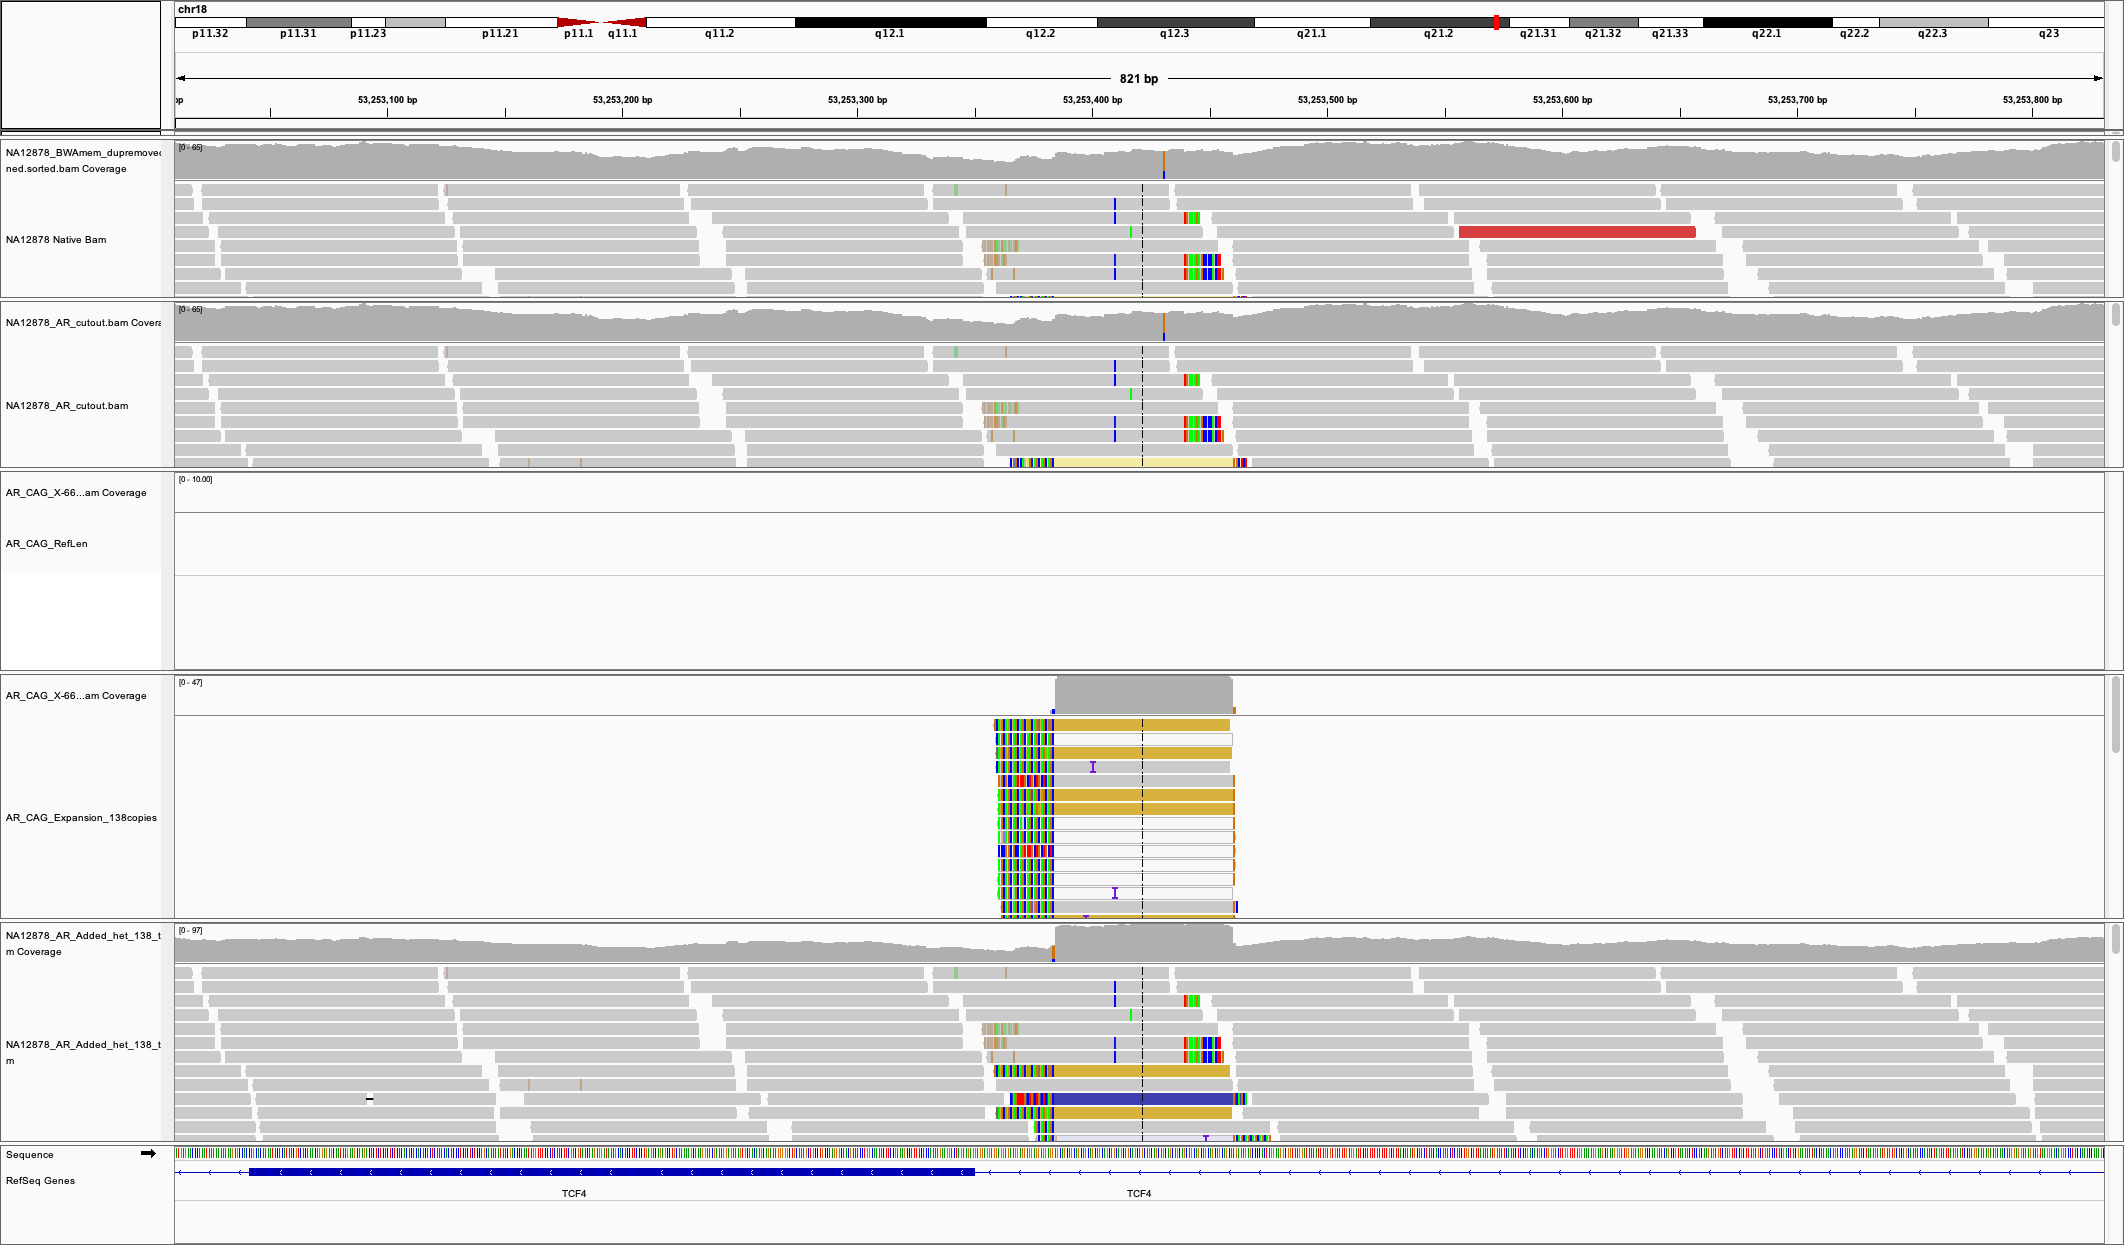 chr18
p11.32 p11.31 p11.23 p11.21 p11.1 q11.1 q11.2 q12.1 q12.2 q12.3 q21.1 q21.2 q21.31 q21.32 q21.33 q22.1 q22.2 q22.3 q23
821 bp
bp 53,253,100 bp 53,253,200 bp 53,253,300 bp 53,253,400 bp 53,253,500 bp 53,253,600 bp 53,253,700 bp 53,253,800 bp
NA12878_BWAmem_dupremoved
ned.sorted.bam Coverage
[0 - 65]
NA12878 Native Bam
NA12878_AR_cutout.bam Covera
[0 - 65]
NA12878_AR_cutout.bam
AR_CAG_X-66...am Coverage
[0 - 10.00]
AR_CAG_RefLen
AR_CAG_X-66...am Coverage
[0 - 47]
AR_CAG_Expansion_138copies
NA12878_AR_Added_het_138_t
m Coverage
[0 - 97]
NA12878_AR_Added_het_138_t
m
Sequence
RefSeq Genes
TCF4 TCF4